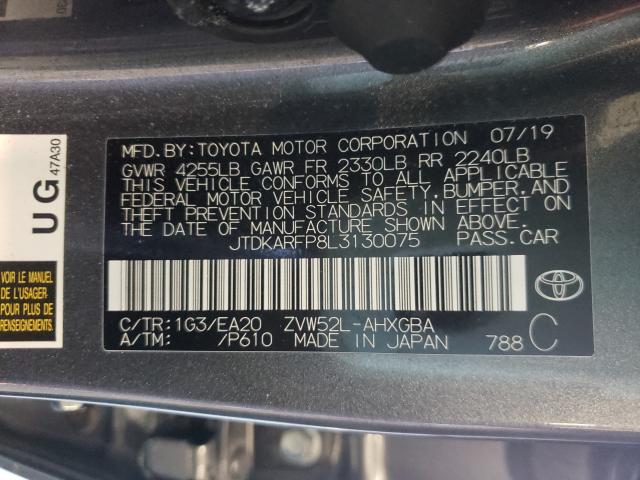 MFD.BY:TOYOTA MOTOR CORPORATION 07/19
GVWR 4255LB GAWR FR 2330LB RR 2240LB
THIS VEHICLE CONFORMS TO ALL APPLICABLE
FEDERAL MOTOR VEHICLE SAFETY,BUMPER,AND
THEFT PREVENTION STANDARDS IN EFFECT ON
THE DATE OF MANUFACTURE SHOWN ABOVE.
JTDKARFP8L3130075 PASS.CAR
C/TR:1G3/EA20 ZVW52L-AHXGBA
A/TM: /P610 MADE IN JAPAN 788 C
UG
47A30
VOIR LE MANUEL
DE L'USAGER
POUR PLUS DE
RENSEIGNEMENTS